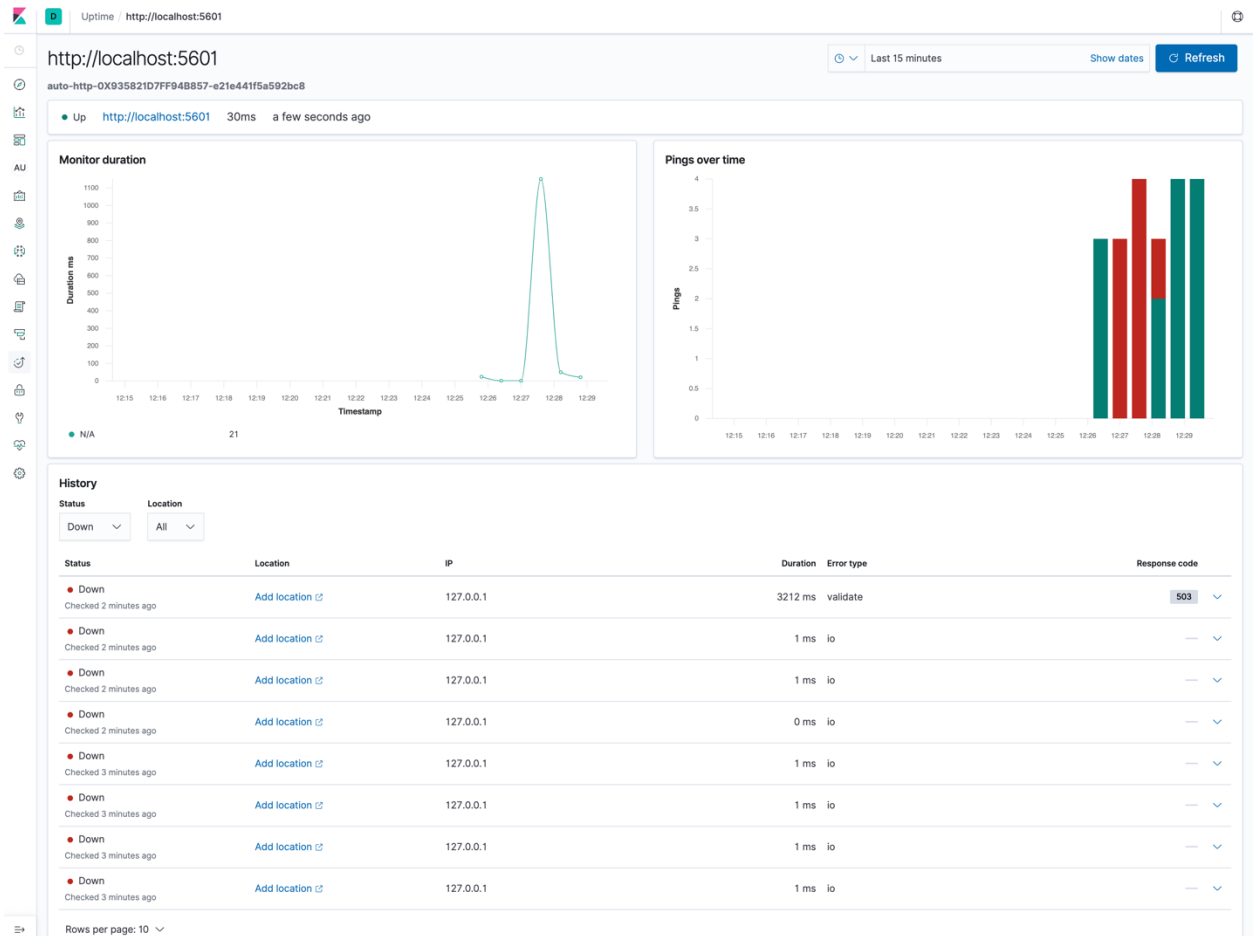 D Uptime / http://localhost:5601
http://localhost:5601
Last 15 minutes Show dates Refresh
auto-http-0X935821D7FF94B857-e21e441f5a592bc8
Up http://localhost:5601 30ms a few seconds ago
AU
Monitor duration
1100
1000
900
800
700
600
500
400
300
200
100
0
Duration ms
12:15 12:16 12:17 12:18 12:19 12:20 12:21 12:22 12:23 12:24 12:25 12:26 12:27 12:28 12:29
Timestamp
N/A 21
Pings over time
4
3.5
3
2.5
2
1.5
1
0.5
0
Pings
12:15 12:16 12:17 12:18 12:19 12:20 12:21 12:22 12:23 12:24 12:25 12:26 12:27 12:28 12:29
History
Status Location
Down All
Status Location IP Duration Error type Response code
Down
Checked 2 minutes ago
Add location 127.0.0.1 3212 ms validate 503
Down
Checked 2 minutes ago
Add location 127.0.0.1 1 ms io —
Down
Checked 2 minutes ago
Add location 127.0.0.1 1 ms io —
Down
Checked 2 minutes ago
Add location 127.0.0.1 0 ms io —
Down
Checked 3 minutes ago
Add location 127.0.0.1 1 ms io —
Down
Checked 3 minutes ago
Add location 127.0.0.1 1 ms io —
Down
Checked 3 minutes ago
Add location 127.0.0.1 1 ms io —
Down
Checked 3 minutes ago
Add location 127.0.0.1 1 ms io —
Rows per page: 10